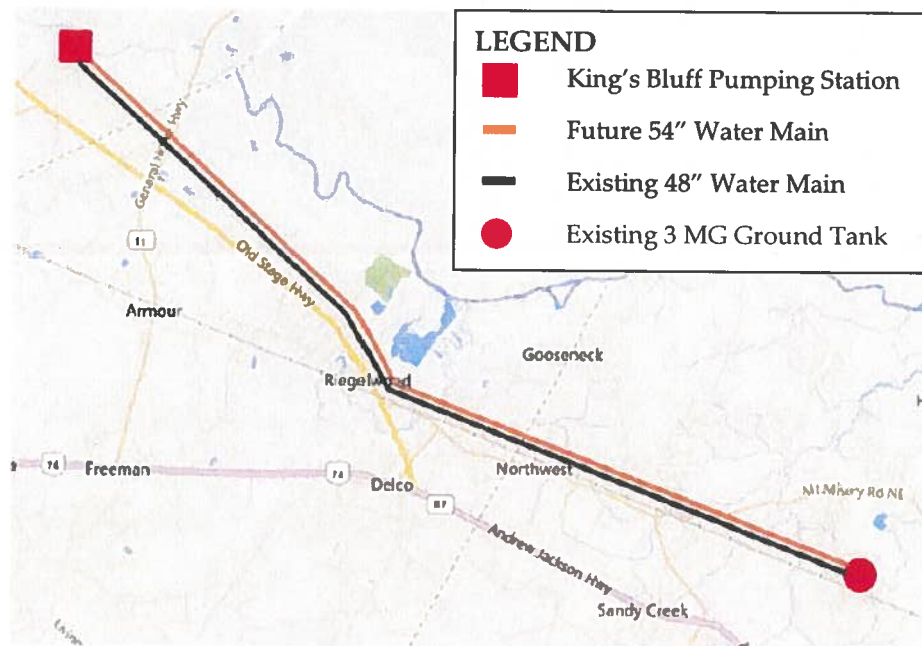 LEGEND
King's Bluff Pumping Station
Future 54" Water Main
Existing 48" Water Main
Existing 3 MG Ground Tank
General
Hwy
11
Old Stage Hwy
Armour
Gooseneck
Riegelwood
74
Freeman
74
Delco
87
Northwest
Mt Misery Rd NE
Andrew Jackson Hwy
Sandy Creek